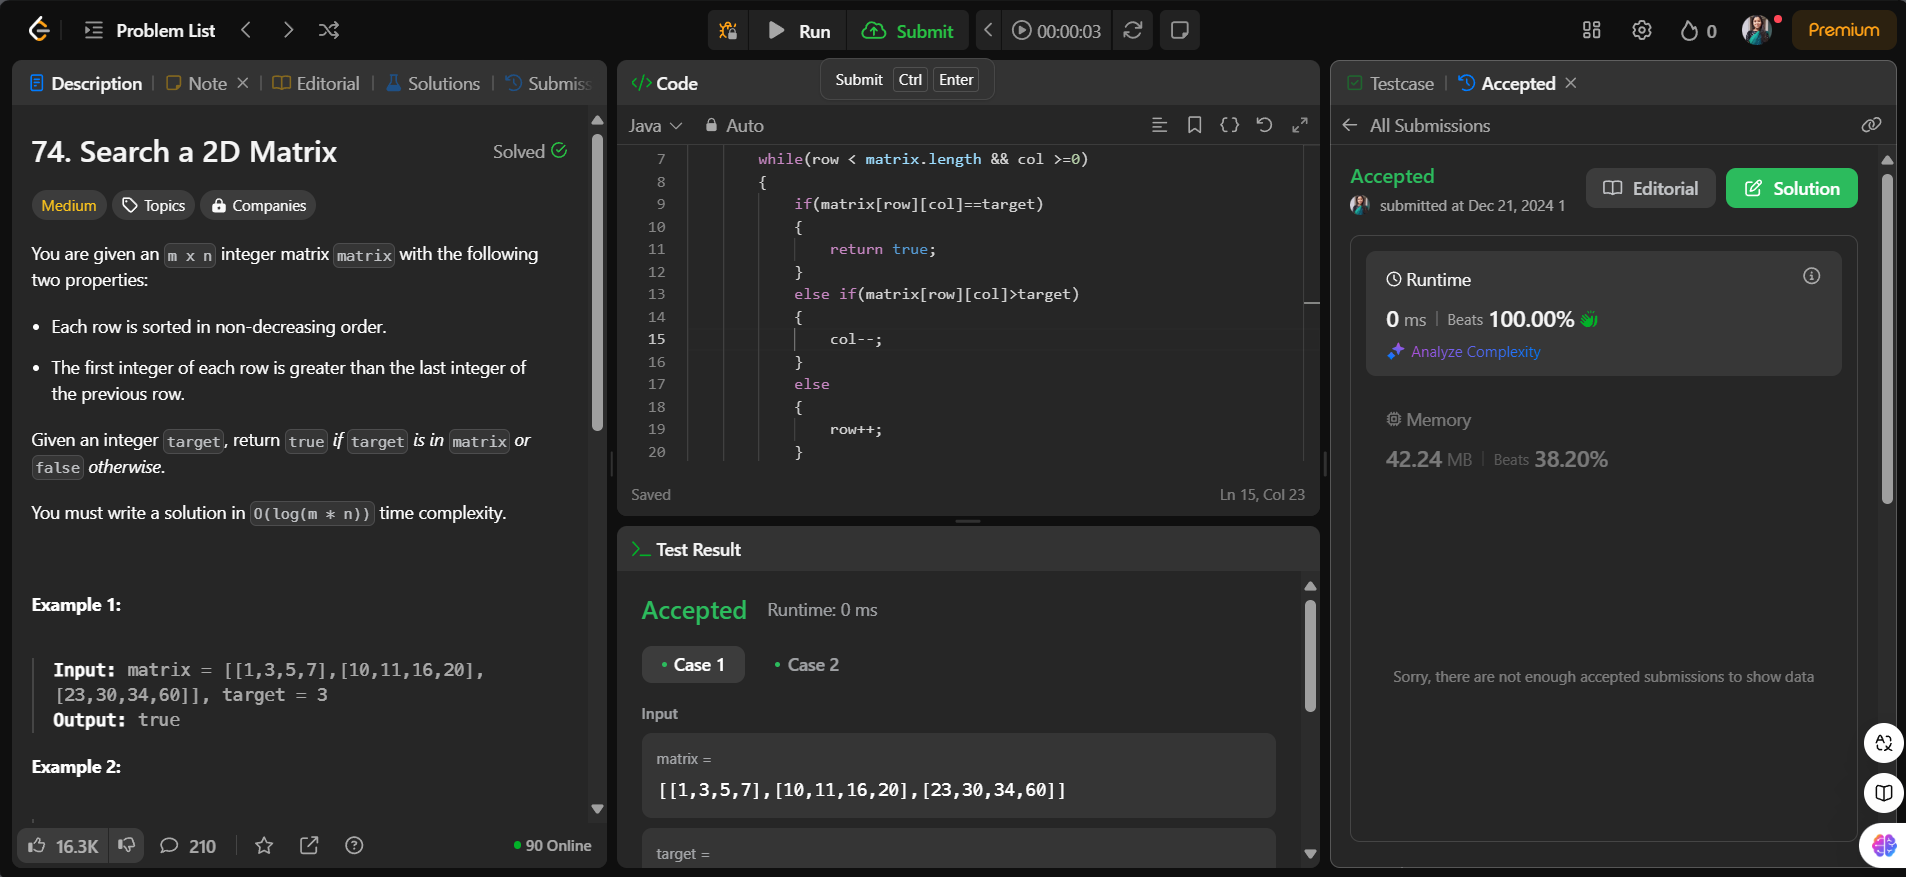 Problem List
Run
Submit
00:00:03
0
Premium
Description
Note
Editorial
Solutions
Submiss
74. Search a 2D Matrix
Solved
Medium
Topics
Companies
You are given an m x n integer matrix matrix with the following
two properties:
• Each row is sorted in non-decreasing order.
• The first integer of each row is greater than the last integer of
the previous row.
Given an integer target, return true if target is in matrix or
false otherwise.
You must write a solution in O(log(m * n)) time complexity.
Example 1:
Input: matrix = [[1,3,5,7],[10,11,16,20],
[23,30,34,60]], target = 3
Output: true
Example 2:
16.3K
210
90 Online
</> Code
Submit Ctrl Enter
Java
Auto
7 while(row < matrix.length && col >=0)
8 {
9 if(matrix[row][col]==target)
10 {
11 return true;
12 }
13 else if(matrix[row][col]>target)
14 {
15 col--;
16 }
17 else
18 {
19 row++;
20 }
Saved
Ln 15, Col 23
Test Result
Accepted
Runtime: 0 ms
• Case 1
• Case 2
Input
matrix =
[[1,3,5,7],[10,11,16,20],[23,30,34,60]]
target =
Testcase
Accepted
All Submissions
Accepted
submitted at Dec 21, 2024 1
Editorial
Solution
Runtime
0 ms | Beats 100.00%
Analyze Complexity
Memory
42.24 MB | Beats 38.20%
Sorry, there are not enough accepted submissions to show data